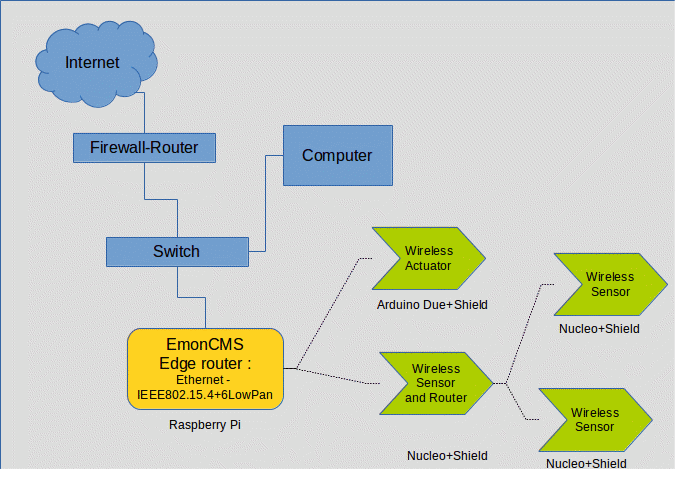 Internet
Firewall-Router
Computer
Switch
Wireless
Actuator
Arduino Due+Shield
Wireless
Sensor
Nucleo+Shield
EmonCMS
Edge router :
Ethernet -
IEEE802.15.4+6LowPan
Raspberry Pi
Wireless
Sensor
and Router
Nucleo+Shield
Wireless
Sensor
Nucleo+Shield